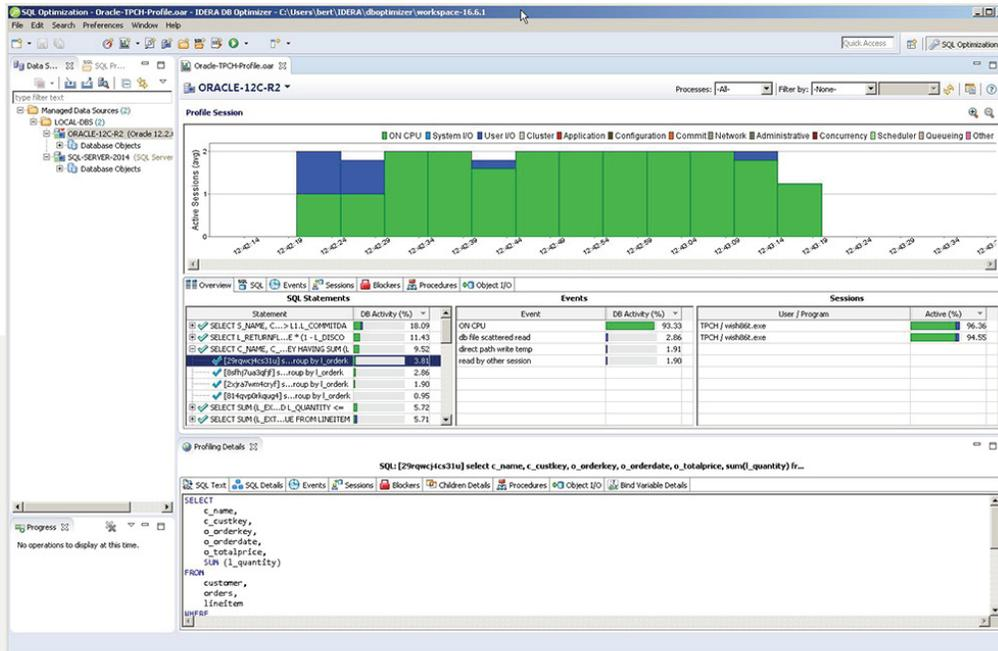 SQL Optimization - Oracle-TPCH-Profile.oar - IDERA DB Optimizer - C:\Users\bert\IDERA\dboptimizer\workspace-16.6.1
File Edit Search Preferences Window Help
Quick Access SQL Optimization
Data S... SQL Pr... Oracle-TPCH-Profile.oar
type filter text
Managed Data Sources (2)
LOCAL-DBS (2)
ORACLE-12C-R2 (Oracle 12.2.
Database Objects
SQL-SERVER-2014 (SQL Server
Database Objects
ORACLE-12C-R2 Processes: -All- Filter by: -None-
Profile Session
ON CPU System I/O User I/O Cluster Application Configuration Commit Network Administrative Concurrency Scheduler Queueing Other
Active Sessions (avg)
2
1
0
12:42:14 12:42:19 12:42:24 12:42:29 12:42:34 12:42:39 12:42:44 12:42:49 12:42:54 12:42:59 12:43:04 12:43:09 12:43:14 12:43:19 12:43:24 12:43:29 12:43:34
Overview SQL Events Sessions Blockers Procedures Object I/O
SQL Statements Events Sessions
Statement DB Activity (%) Event DB Activity (%) User / Program Active (%)
SELECT S_NAME, C...> L1.L_COMMITDA 18.09 ON CPU 93.33 TPCH / wish86t.exe 96.36
SELECT L_RETURNFL...E * (1 - L_DISCO 11.43 db file scattered read 2.86 TPCH / wish86t.exe 94.55
SELECT C_NAME, C_...EY HAVING SUM (L 9.52 direct path write temp 1.91
[29rqwcj4cs31u] s...roup by l_orderk 3.81 read by other session 1.90
[8sfhj7ua3qfjf] s...roup by l_orderk 2.86
[2xjra7wm4cryf] s...roup by l_orderk 1.90
[814qvp0rkqug4] s...roup by l_orderk 0.95
SELECT SUM (L_EX...D L_QUANTITY <= 5.72
SELECT SUM (L_EXT...UE FROM LINEITEM 5.71
Profiling Details
SQL: [29rqwcj4cs31u] select c_name, c_custkey, o_orderkey, o_orderdate, o_totalprice, sum(l_quantity) fr...
SQL Text SQL Details Events Sessions Blockers Children Details Procedures Object I/O Bind Variable Details
SELECT
c_name,
c_custkey,
o_orderkey,
o_orderdate,
o_totalprice,
SUM (l_quantity)
FROM
customer,
orders,
lineitem
WHERE
Progress
No operations to display at this time.